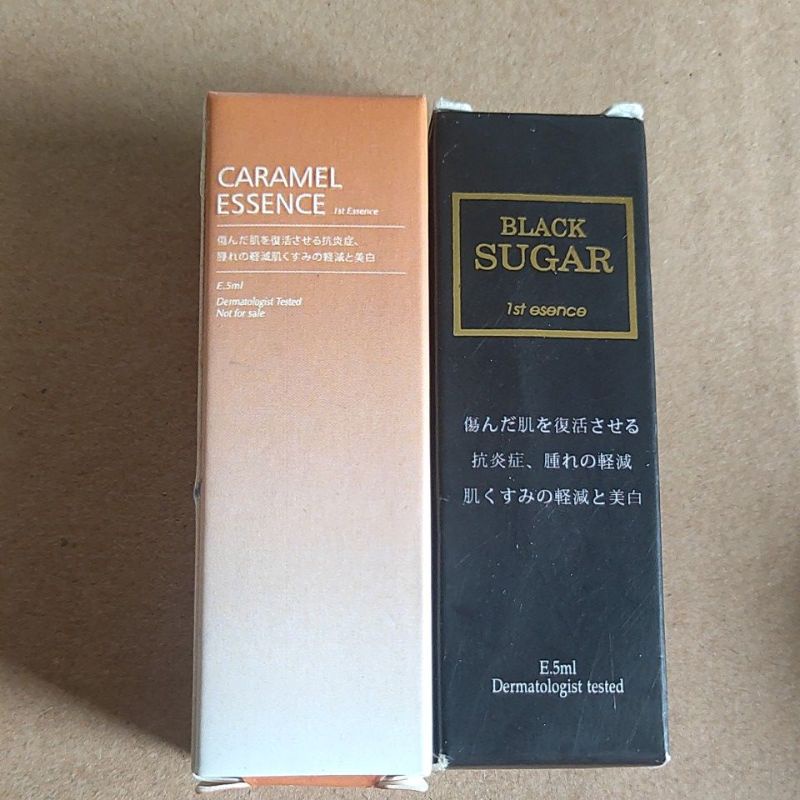 CARAMEL
ESSENCE 1st Essence
傷んだ肌を復活させる抗炎症、
腫れの軽減肌くすみの軽減と美白
E.5ml
Dermatologist Tested
Not for sale
BLACK
SUGAR
1st esence
傷んだ肌を復活させる
抗炎症、腫れの軽減
肌くすみの軽減と美白
E.5ml
Dermatologist tested